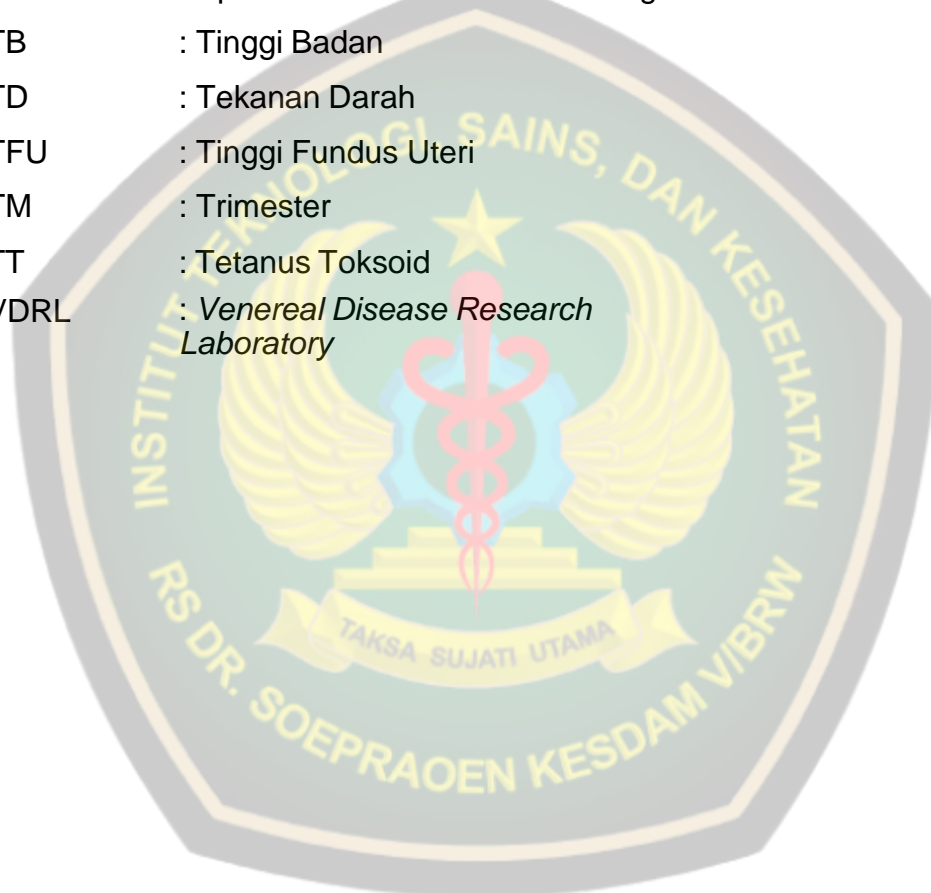 TB : Tinggi Badan
TD : Tekanan Darah
TFU : Tinggi Fundus Uteri
TM : Trimester
TT : Tetanus Toksoid
VDRL : Venereal Disease Research
Laboratory
INSTITUT TEKNOLOGI, SAINS, DAN KESEHATAN
TAKSA SUJATI UTAMA
RS DR. SOEPRAOEN KESDAM V/BRW